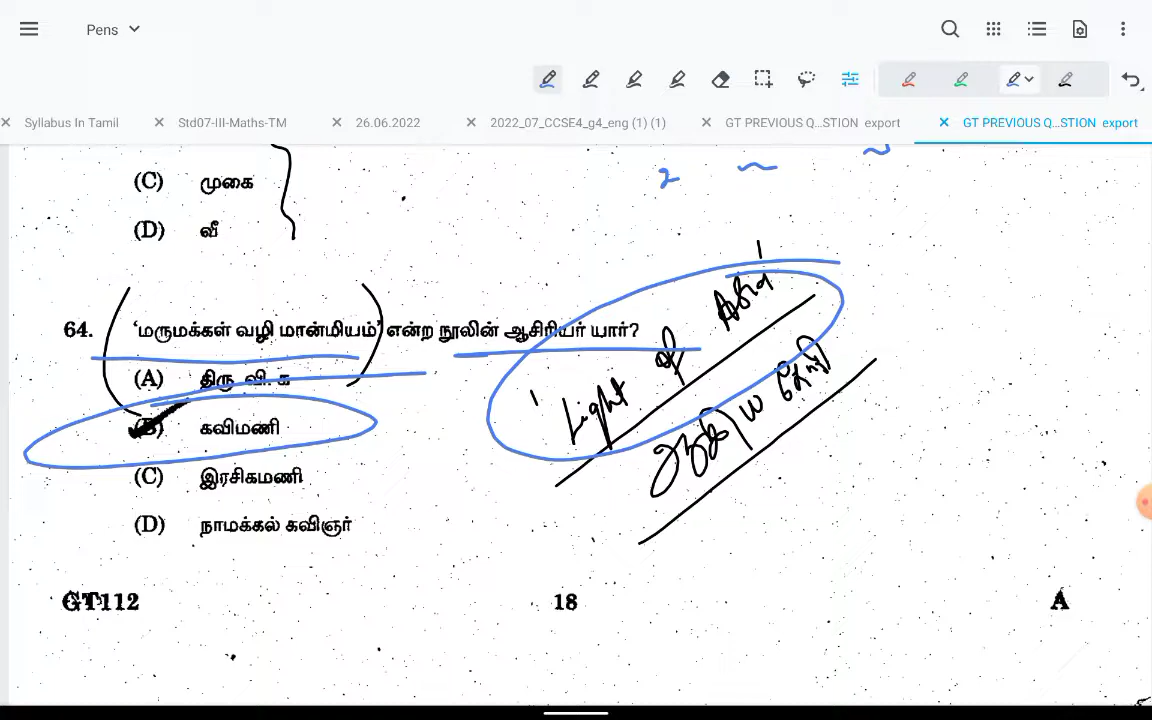 Pens
Syllabus In Tamil
Std07-III-Maths-TM
26.06.2022
2022_07_CCSE4_g4_eng (1) (1)
GT PREVIOUS Q...STION export
GT PREVIOUS Q...STION export
(C) முகை
2
(D) வீ
64. 'மருமக்கள் வழி மான்மியம்' என்ற நூலின் ஆசிரியர் யார்?
(A) திரு வி. க
(B) கவிமணி
(C) இரசிகமணி
(D) நாமக்கல் கவிஞர்
'Light of Asia'
GT112
18
A